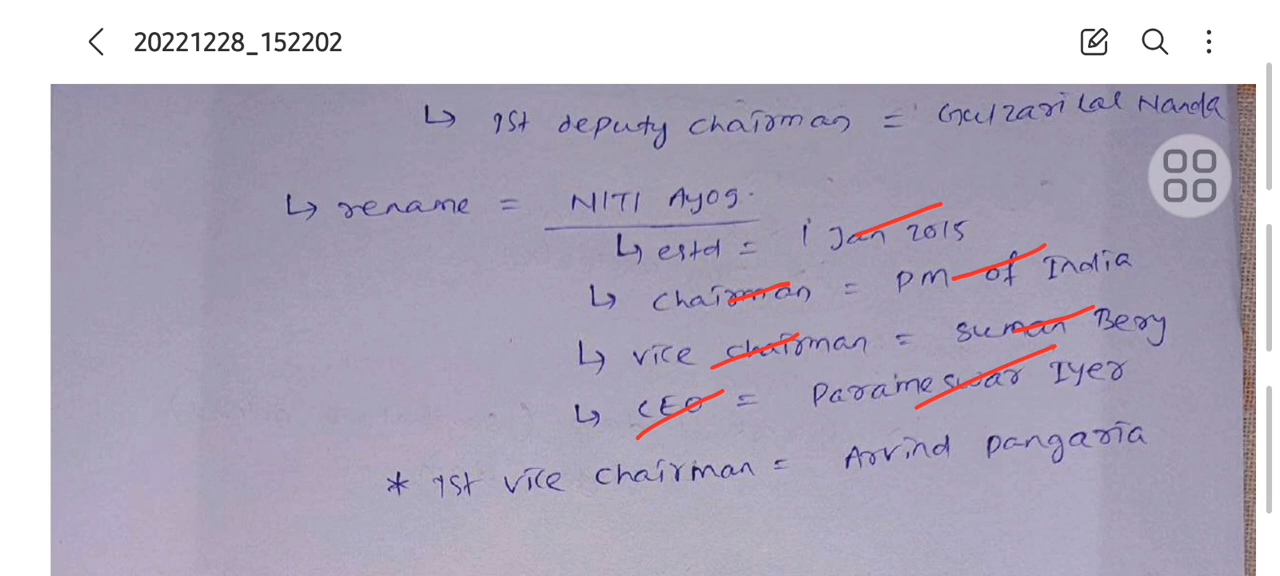 20221228_152202
↳ 1st deputy chairman = Gulzari Lal Nanda
↳ rename = NITI Ayog.
↳ estd = 1 Jan 2015
↳ chairman = PM of India
↳ vice chairman = Suman Bery
↳ CEO = Parameswar Iyer
* 1st vice chairman = Arvind Pangaria